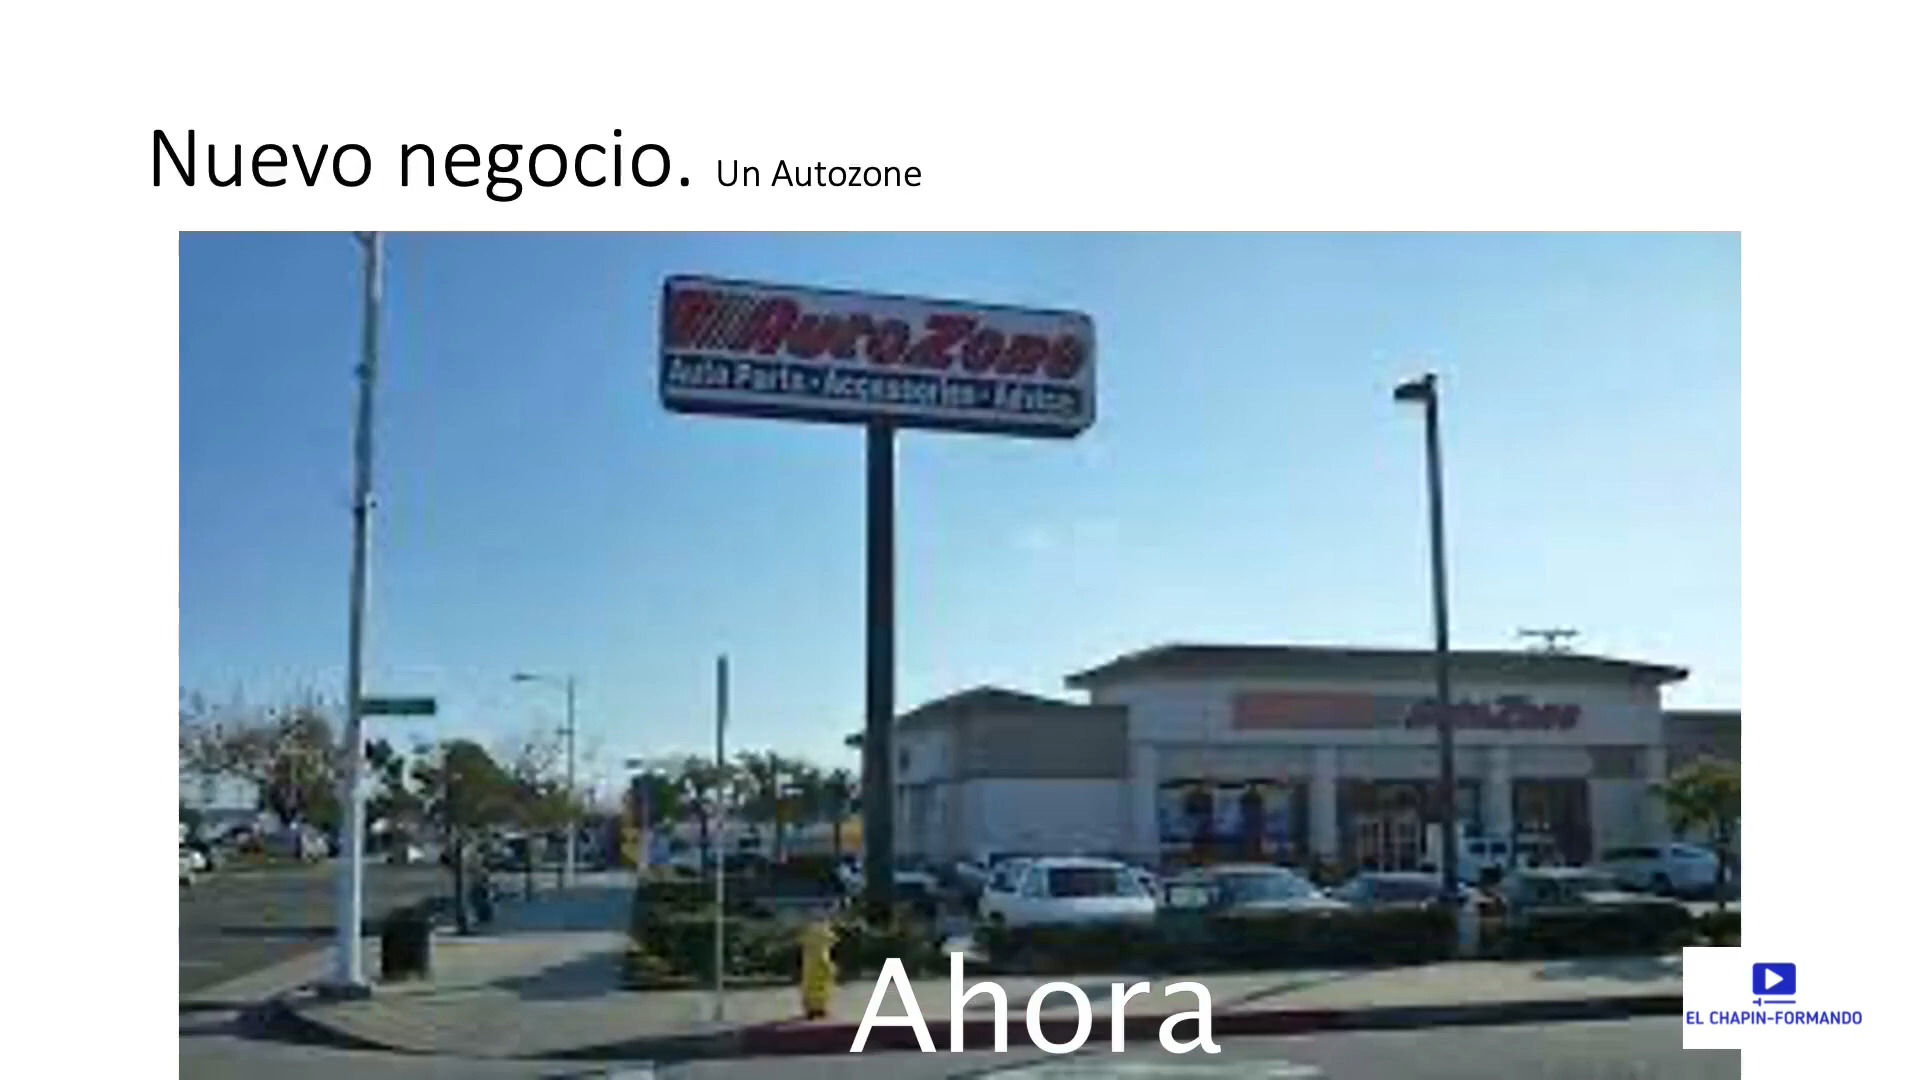 Nuevo negocio. Un Autozone
AutoZone
Auto Parts • Accessories • Advice
AutoZone
Ahora
EL CHAPIN-FORMANDO